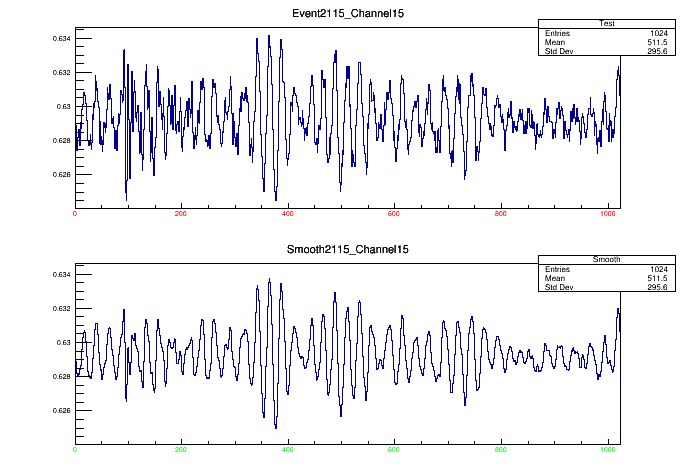 Event2115_Channel15
Test
Entries 1024
Mean 511.5
Std Dev 295.6
0.634
0.632
0.63
0.628
0.626
0 200 400 600 800 1000
Smooth2115_Channel15
Smooth
Entries 1024
Mean 511.5
Std Dev 295.6
0.634
0.632
0.63
0.628
0.626
0 200 400 600 800 1000